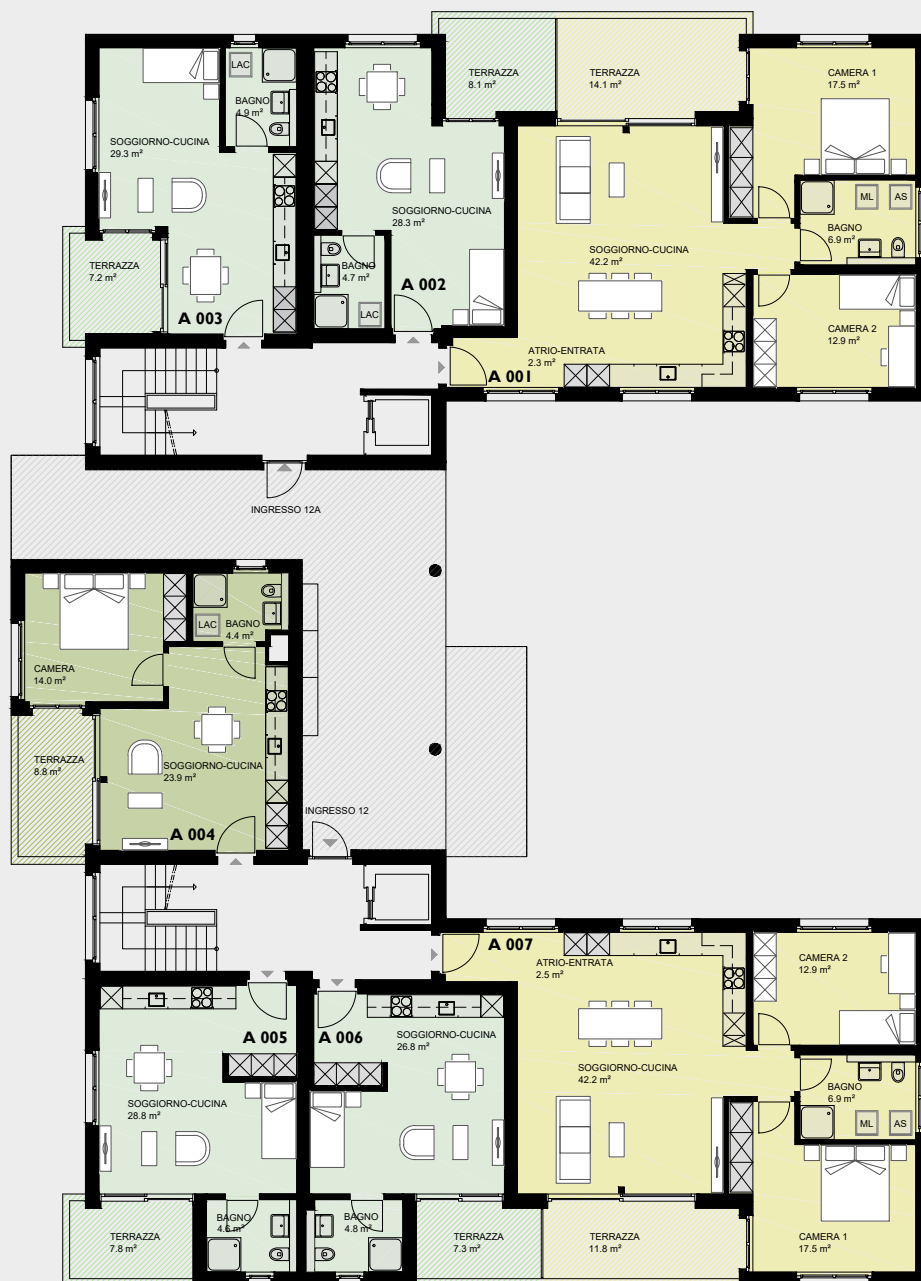 LAC
BAGNO
4.9 m²
SOGGIORNO-CUCINA
29.3 m²
TERRAZZA
7.2 m²
A 003
SOGGIORNO-CUCINA
28.3 m²
BAGNO
4.7 m²
LAC
A 002
TERRAZZA
8.1 m²
TERRAZZA
14.1 m²
CAMERA 1
17.5 m²
ML
AS
BAGNO
6.9 m²
SOGGIORNO-CUCINA
42.2 m²
CAMERA 2
12.9 m²
ATRIO-ENTRATA
2.3 m²
A 001
INGRESSO 12A
LAC
BAGNO
4.4 m²
CAMERA
14.0 m²
TERRAZZA
8.8 m²
SOGGIORNO-CUCINA
23.9 m²
A 004
INGRESSO 12
A 007
ATRIO-ENTRATA
2.5 m²
CAMERA 2
12.9 m²
A 005
A 006
SOGGIORNO-CUCINA
26.8 m²
SOGGIORNO-CUCINA
42.2 m²
SOGGIORNO-CUCINA
28.8 m²
BAGNO
6.9 m²
ML
AS
BAGNO
4.6 m²
BAGNO
4.8 m²
TERRAZZA
7.8 m²
TERRAZZA
7.3 m²
TERRAZZA
11.8 m²
CAMERA 1
17.5 m²